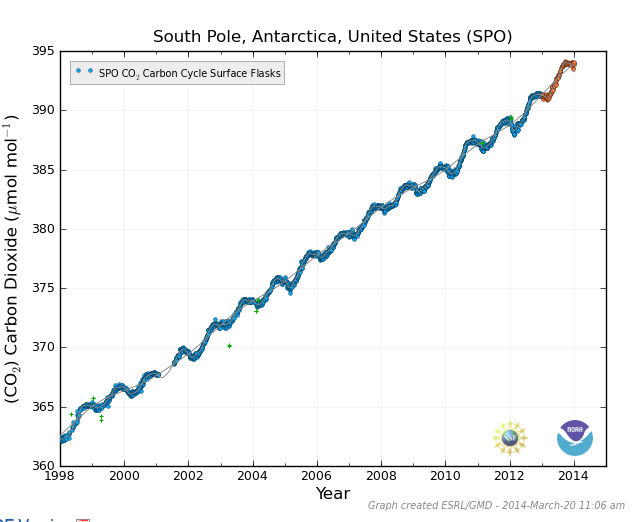 South Pole, Antarctica, United States (SPO)
395
390
385
380
375
370
365
360
(CO₂) Carbon Dioxide (μmol mol⁻¹)
SPO CO₂ Carbon Cycle Surface Flasks
NSF
NOAA
1998
2000
2002
2004
2006
2008
2010
2012
2014
Year
Graph created ESRL/GMD - 2014-March-20 11:06 am